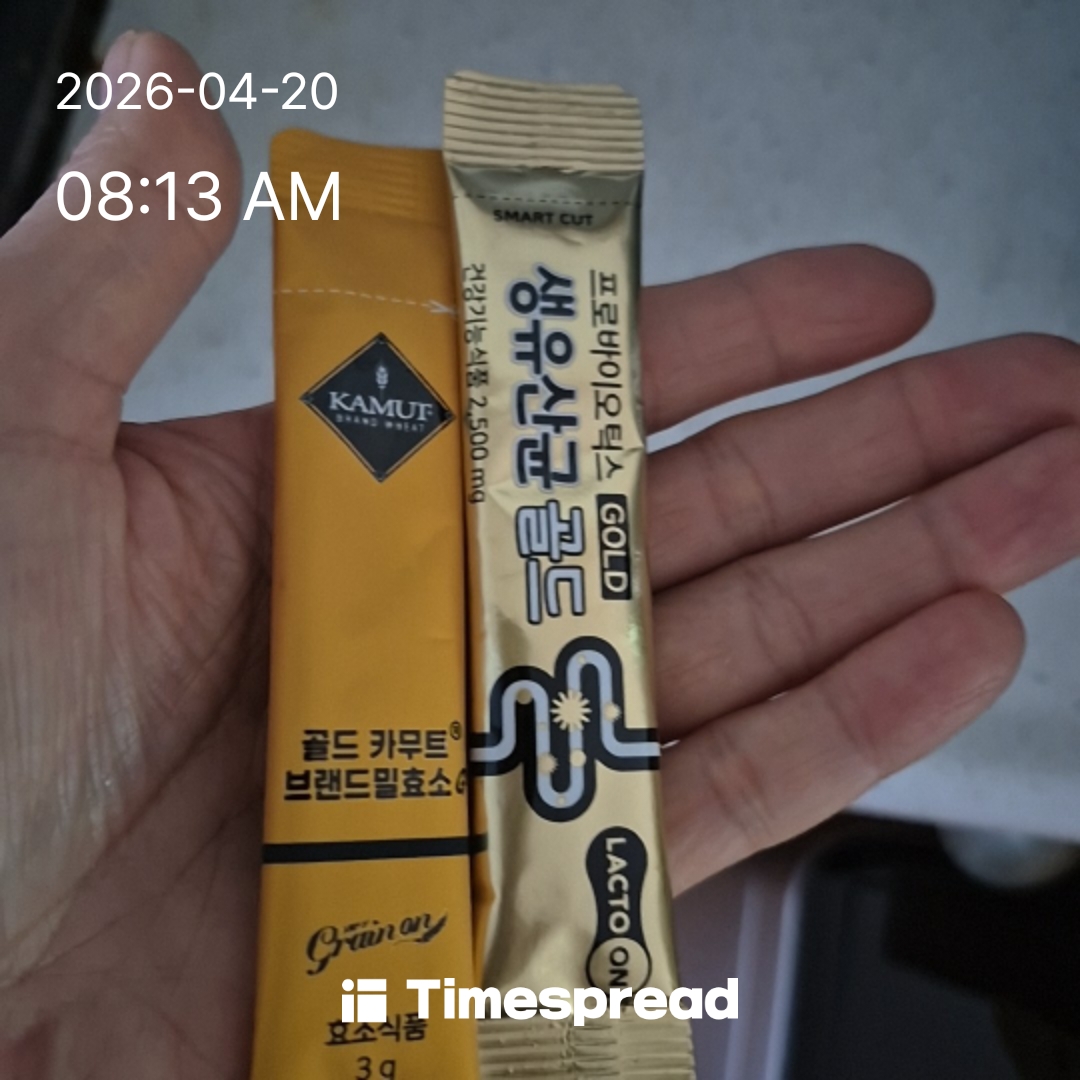 2026-04-20
08:13 AM
KAMUT
BRAND WHEAT
골드 카무트®
브랜드밀효소
Grain on
효소식품
3g
SMART CUT
프로바이오틱스 GOLD
생유산균 골드
건강기능식품 2,500 mg
LACTO ON
Timespread